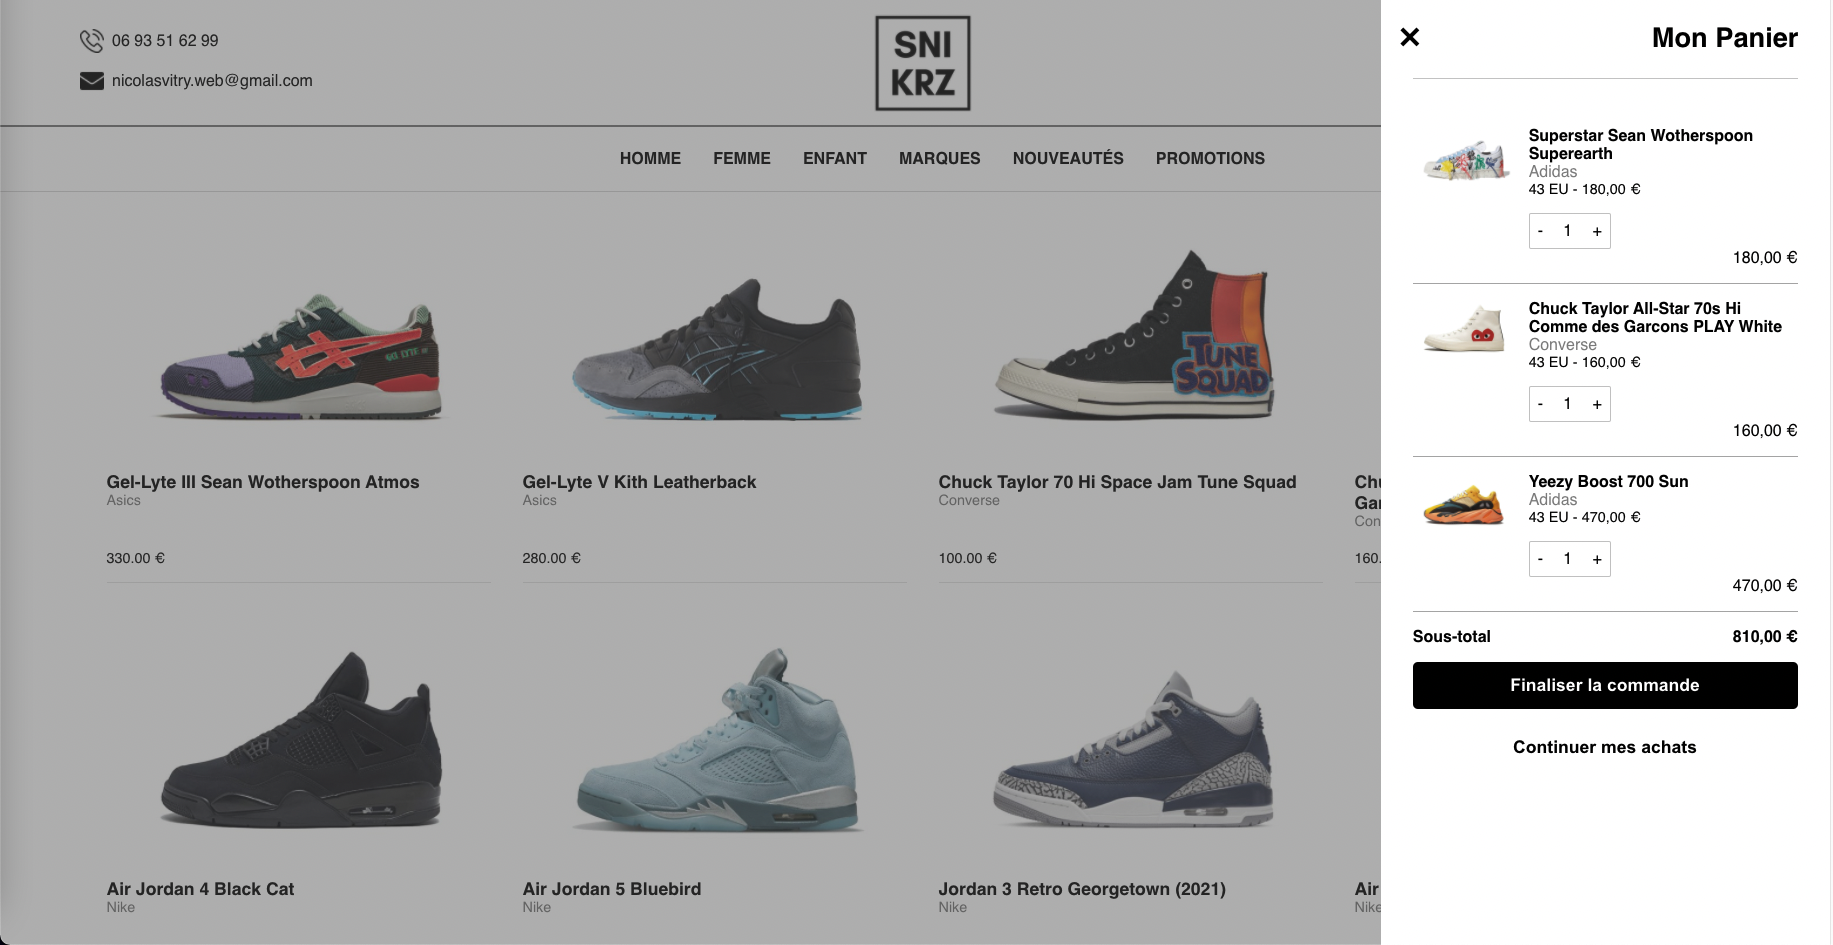 06 93 51 62 99
nicolasvitry.web@gmail.com
SNI
KRZ
HOMME FEMME ENFANT MARQUES NOUVEAUTÉS PROMOTIONS
GEL-LYTE III
TUNE
SQUAD
Gel-Lyte III Sean Wotherspoon Atmos
Asics
330.00 €
Gel-Lyte V Kith Leatherback
Asics
280.00 €
Chuck Taylor 70 Hi Space Jam Tune Squad
Converse
100.00 €
160.
Air Jordan 4 Black Cat
Nike
Air Jordan 5 Bluebird
Nike
Jordan 3 Retro Georgetown (2021)
Nike
Air
Nike
Mon Panier
Superstar Sean Wotherspoon
Superearth
Adidas
43 EU - 180,00 €
- 1 +
180,00 €
Chuck Taylor All-Star 70s Hi
Comme des Garcons PLAY White
Converse
43 EU - 160,00 €
- 1 +
160,00 €
Yeezy Boost 700 Sun
Adidas
43 EU - 470,00 €
- 1 +
470,00 €
Sous-total 810,00 €
Finaliser la commande
Continuer mes achats